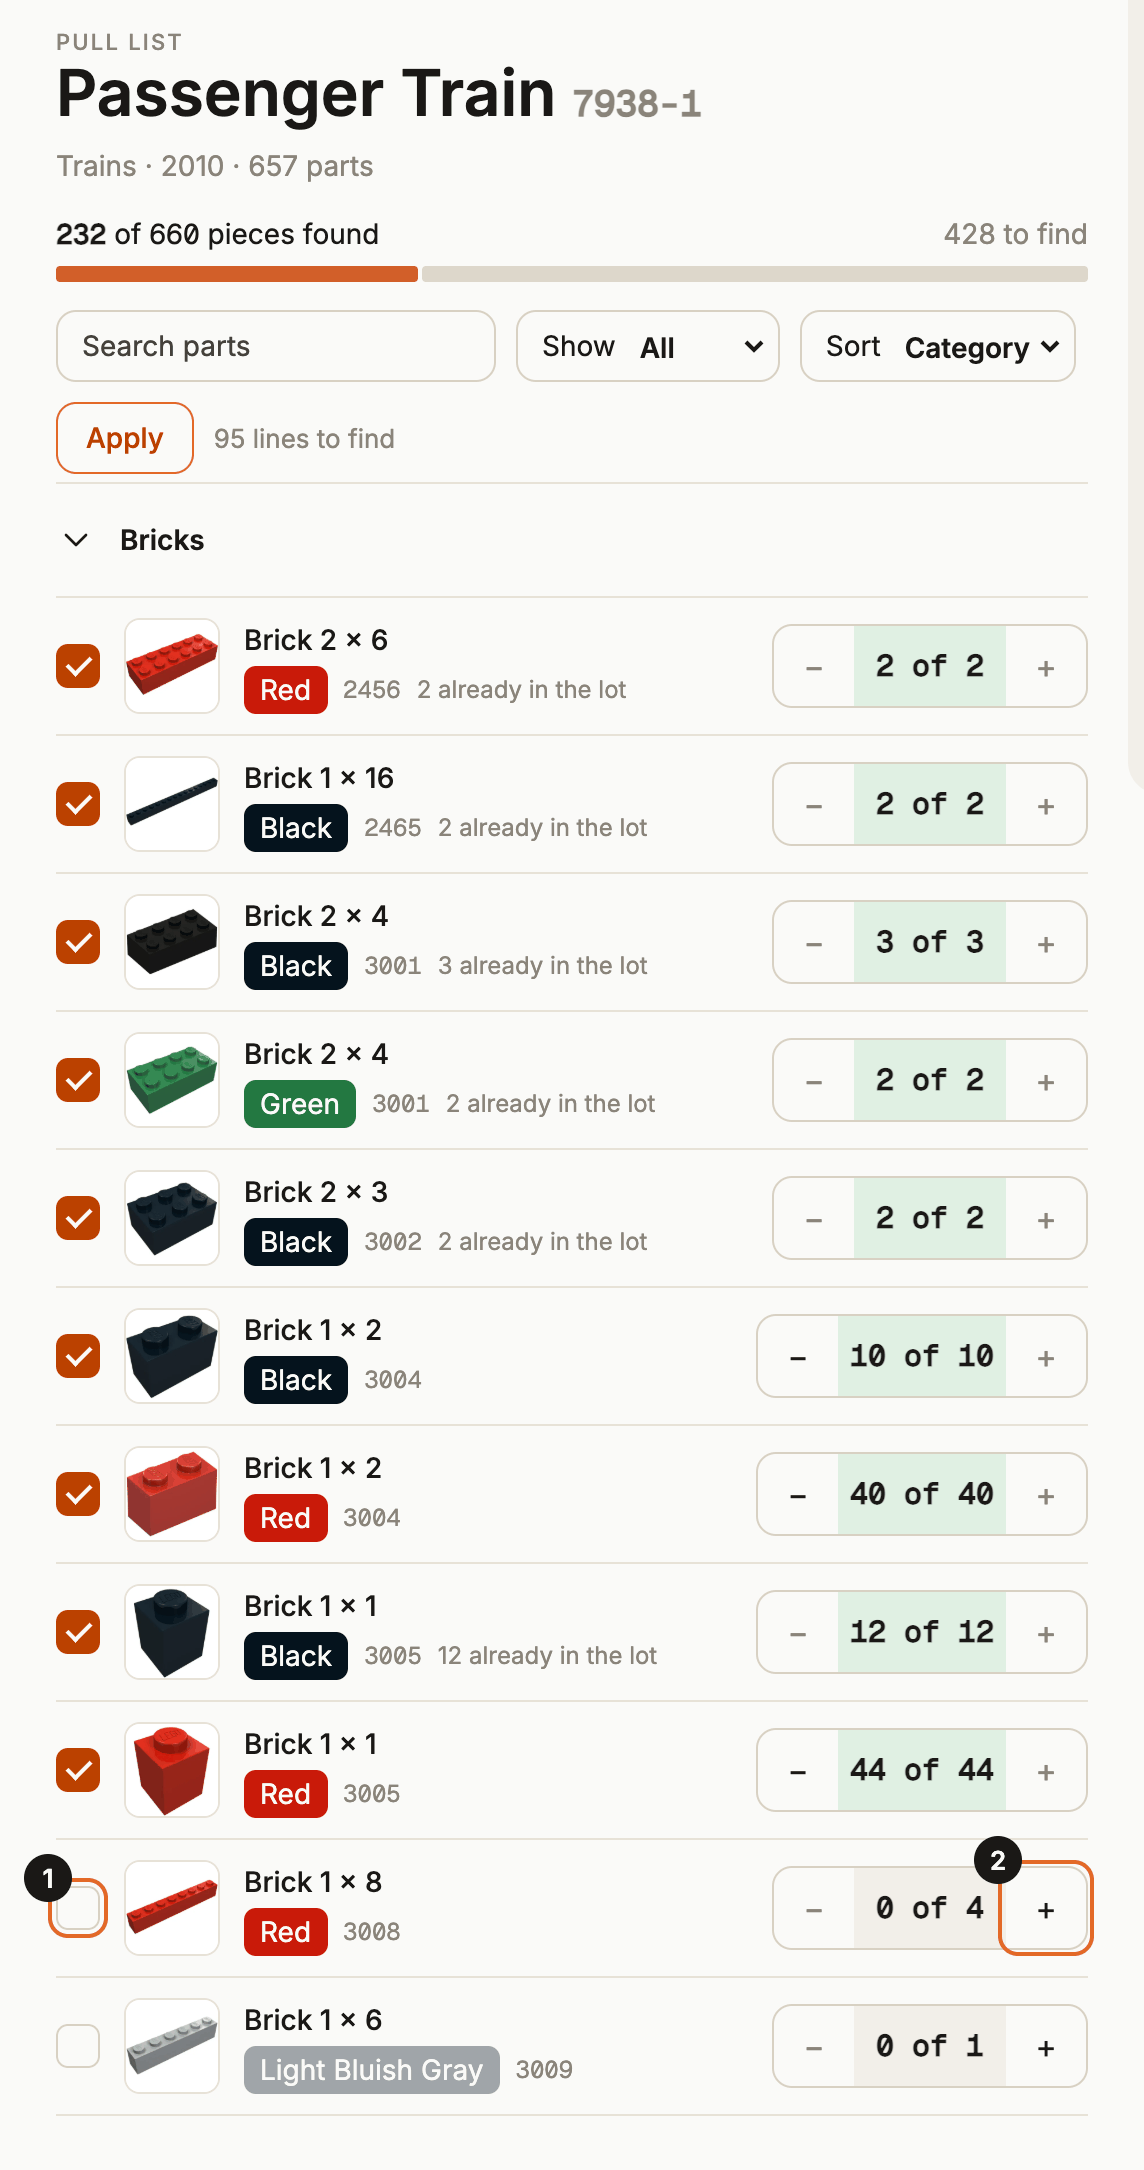 PULL LIST
Passenger Train 7938-1
Trains · 2010 · 657 parts
232 of 660 pieces found 428 to find
Search parts Show All Sort Category
Apply 95 lines to find
Bricks
Brick 2 × 6
Red 2456 2 already in the lot − 2 of 2 +
Brick 1 × 16
Black 2465 2 already in the lot − 2 of 2 +
Brick 2 × 4
Black 3001 3 already in the lot − 3 of 3 +
Brick 2 × 4
Green 3001 2 already in the lot − 2 of 2 +
Brick 2 × 3
Black 3002 2 already in the lot − 2 of 2 +
Brick 1 × 2
Black 3004 − 10 of 10 +
Brick 1 × 2
Red 3004 − 40 of 40 +
Brick 1 × 1
Black 3005 12 already in the lot − 12 of 12 +
Brick 1 × 1
Red 3005 − 44 of 44 +
1 Brick 1 × 8 2
Red 3008 − 0 of 4 +
Brick 1 × 6
Light Bluish Gray 3009 − 0 of 1 +